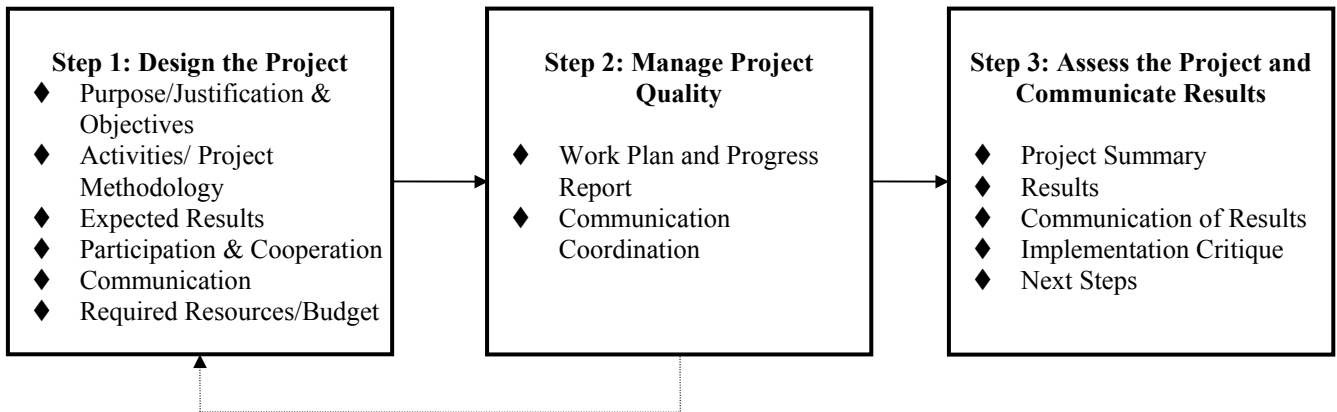 Step 1: Design the Project
♦ Purpose/Justification &
Objectives
♦ Activities/ Project
Methodology
♦ Expected Results
♦ Participation & Cooperation
♦ Communication
♦ Required Resources/Budget
Step 2: Manage Project
Quality
♦ Work Plan and Progress
Report
♦ Communication
Coordination
Step 3: Assess the Project and
Communicate Results
♦ Project Summary
♦ Results
♦ Communication of Results
♦ Implementation Critique
♦ Next Steps